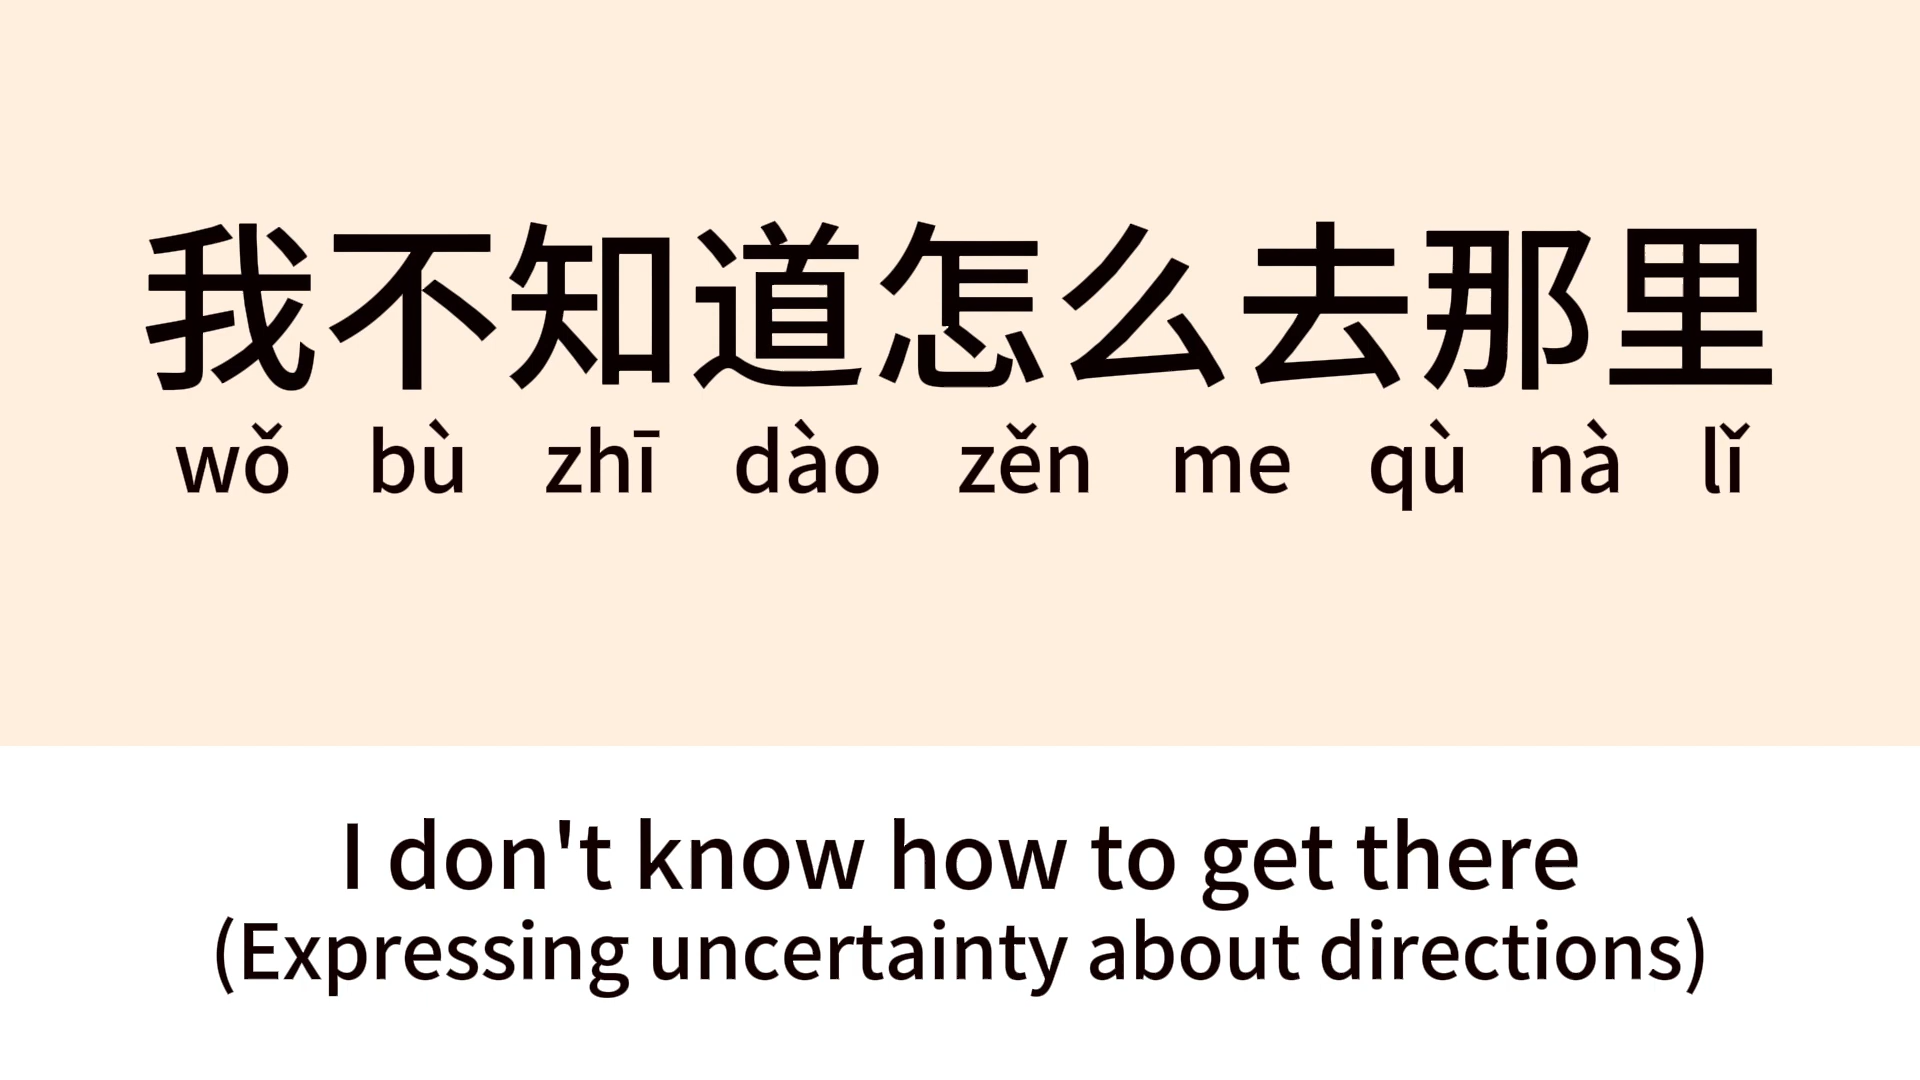 我不知道怎么去那里
wǒ bù zhī dào zěn me qù nà lǐ
I don't know how to get there
(Expressing uncertainty about directions)